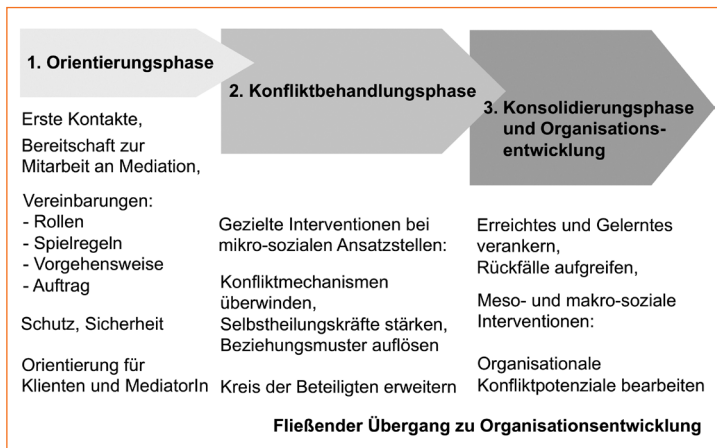 1. Orientierungsphase
Erste Kontakte,
Bereitschaft zur
Mitarbeit an Mediation,
Vereinbarungen:
- Rollen
- Spielregeln
- Vorgehensweise
- Auftrag
Schutz, Sicherheit
Orientierung für
Klienten und MediatorIn
2. Konfliktbehandlungsphase
Gezielte Interventionen bei
mikro-sozialen Ansatzstellen:
Konfliktmechanismen
überwinden,
Selbstheilungskräfte stärken,
Beziehungsmuster auflösen
Kreis der Beteiligten erweitern
3. Konsolidierungsphase
und Organisations-
entwicklung
Erreichtes und Gelerntes
verankern,
Rückfälle aufgreifen,
Meso- und makro-soziale
Interventionen:
Organisationale
Konfliktpotenziale bearbeiten
Fließender Übergang zu Organisationsentwicklung